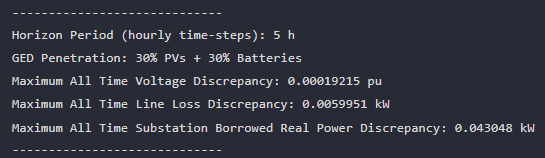 -----------------------------
Horizon Period (hourly time-steps): 5 h
GED Penetration: 30% PVs + 30% Batteries
Maximum All Time Voltage Discrepancy: 0.00019215 pu
Maximum All Time Line Loss Discrepancy: 0.0059951 kW
Maximum All Time Substation Borrowed Real Power Discrepancy: 0.043048 kW
-----------------------------